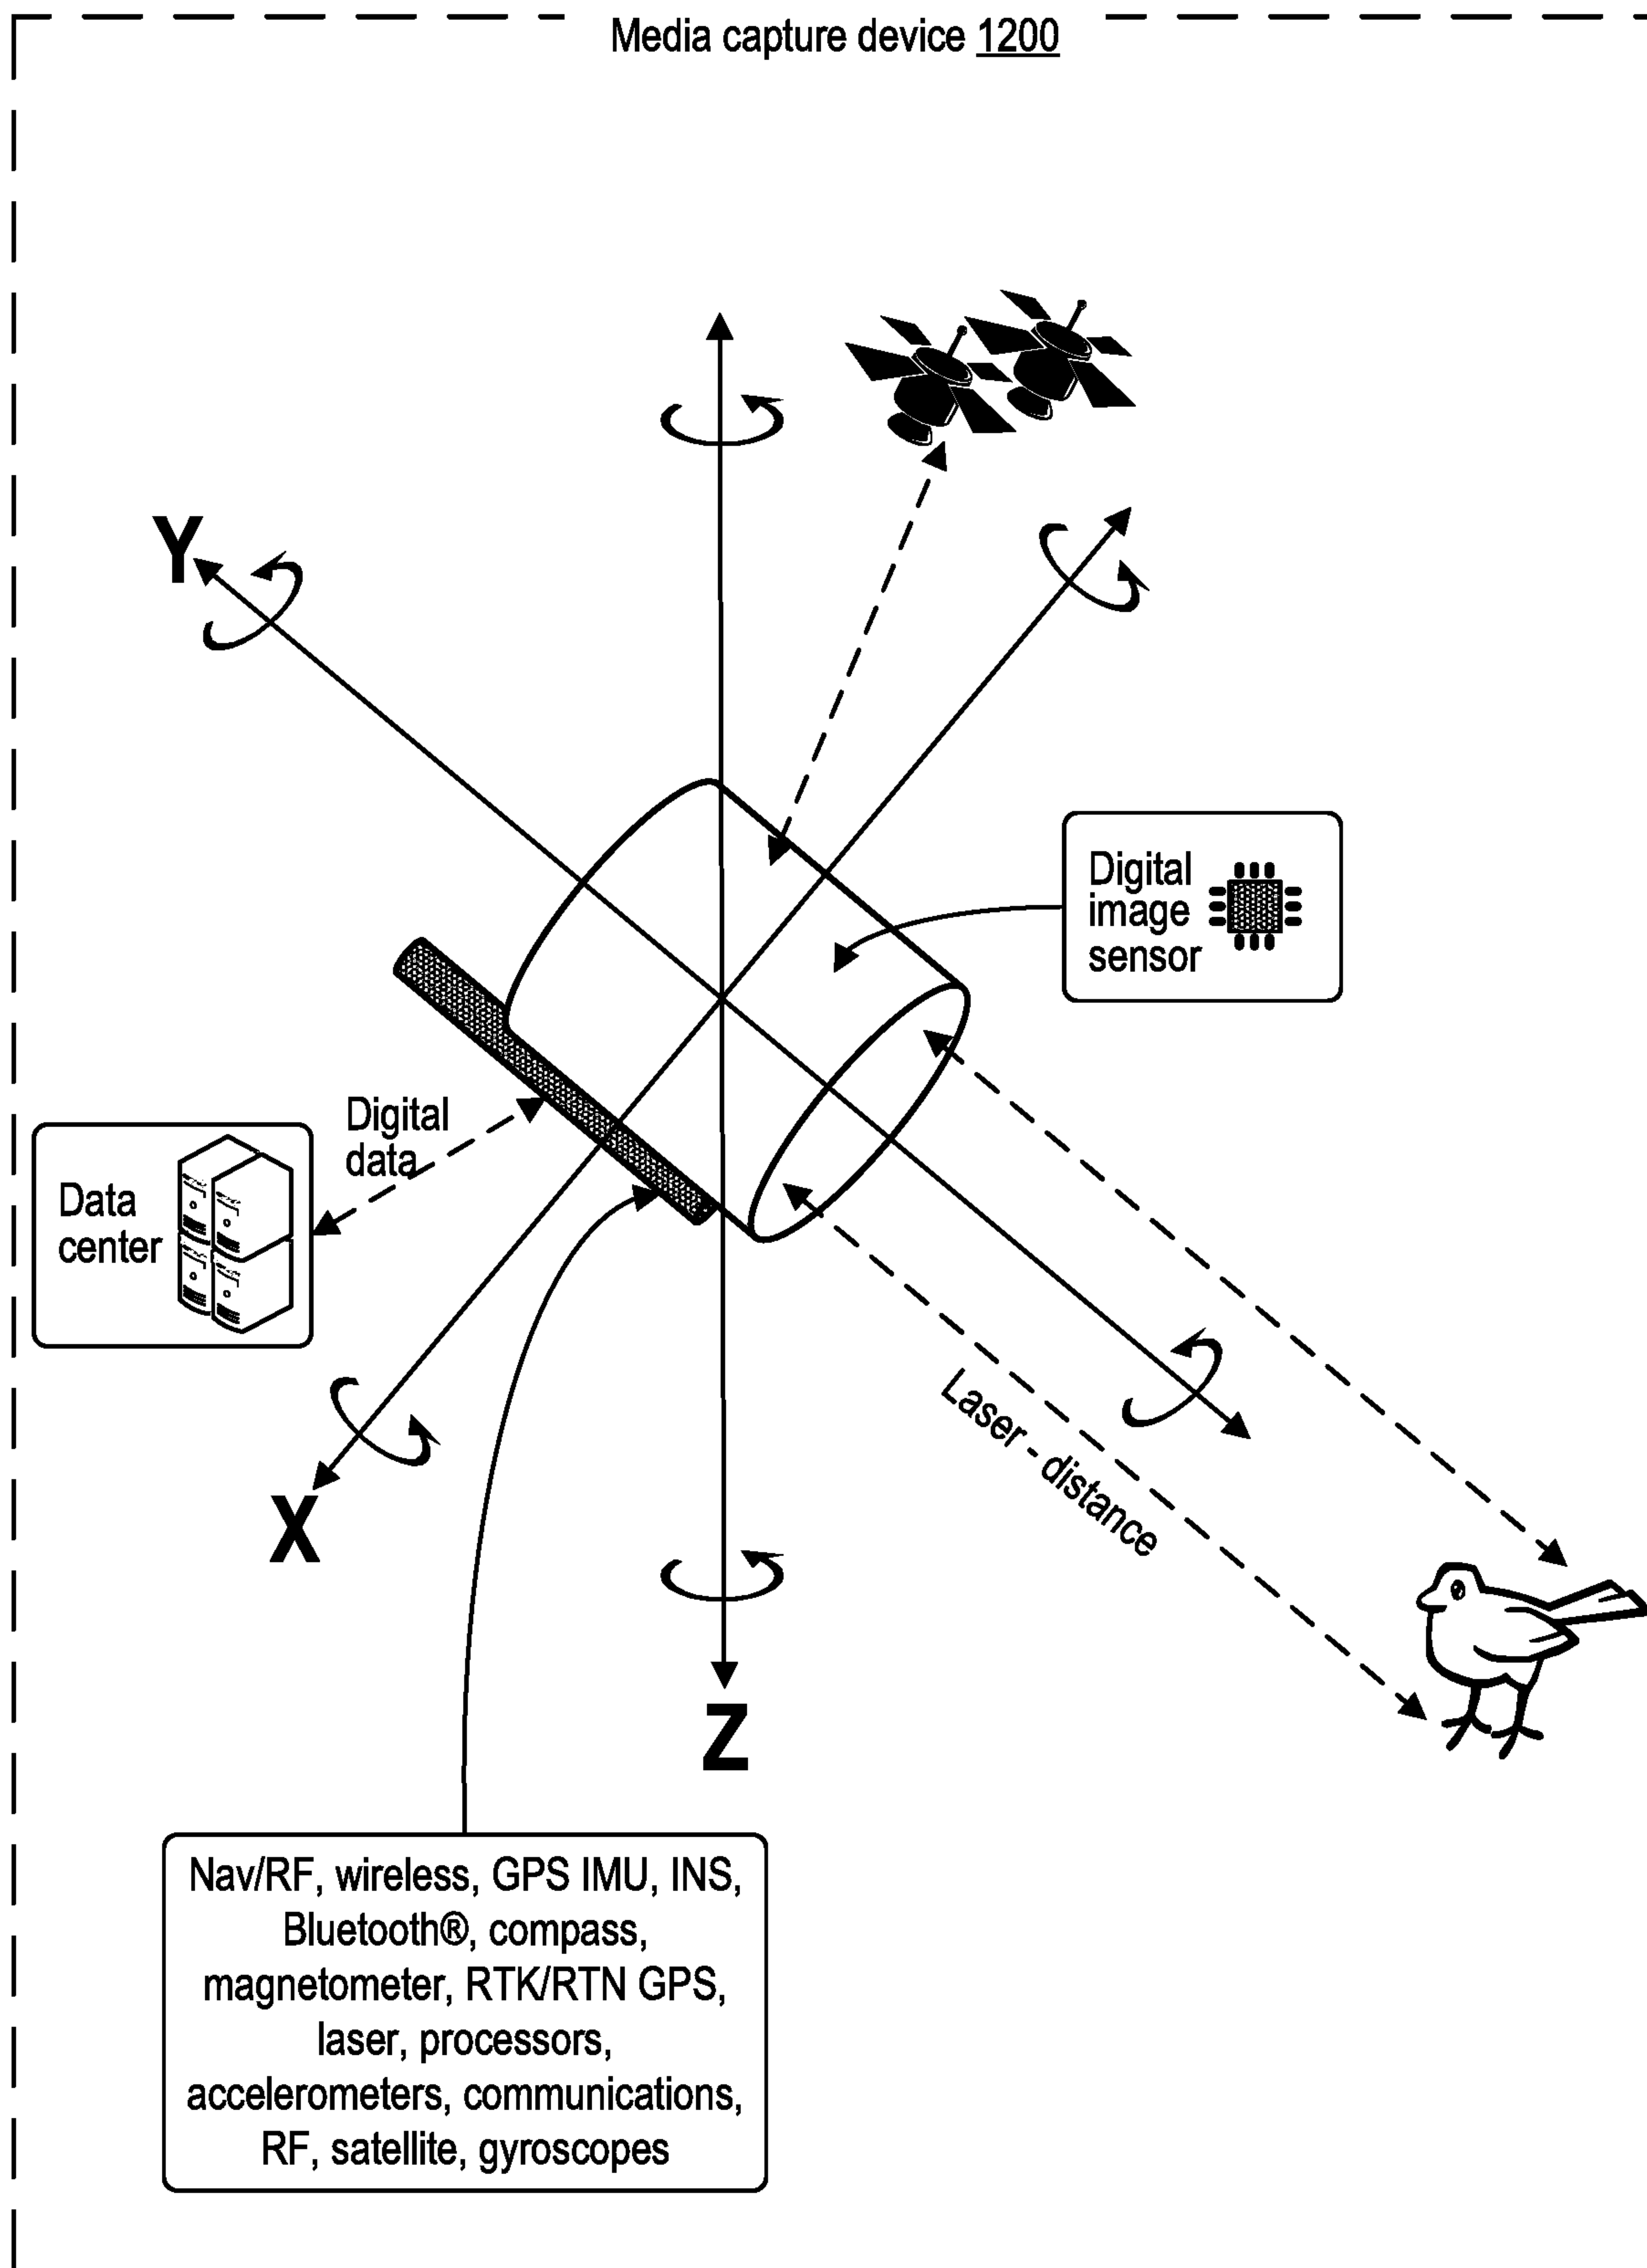 Media capture device 1200
Y
Digital
image
sensor
Digital
data
Data
center
Laser - distance
X
Z
Nav/RF, wireless, GPS IMU, INS,
Bluetooth®, compass,
magnetometer, RTK/RTN GPS,
laser, processors,
accelerometers, communications,
RF, satellite, gyroscopes